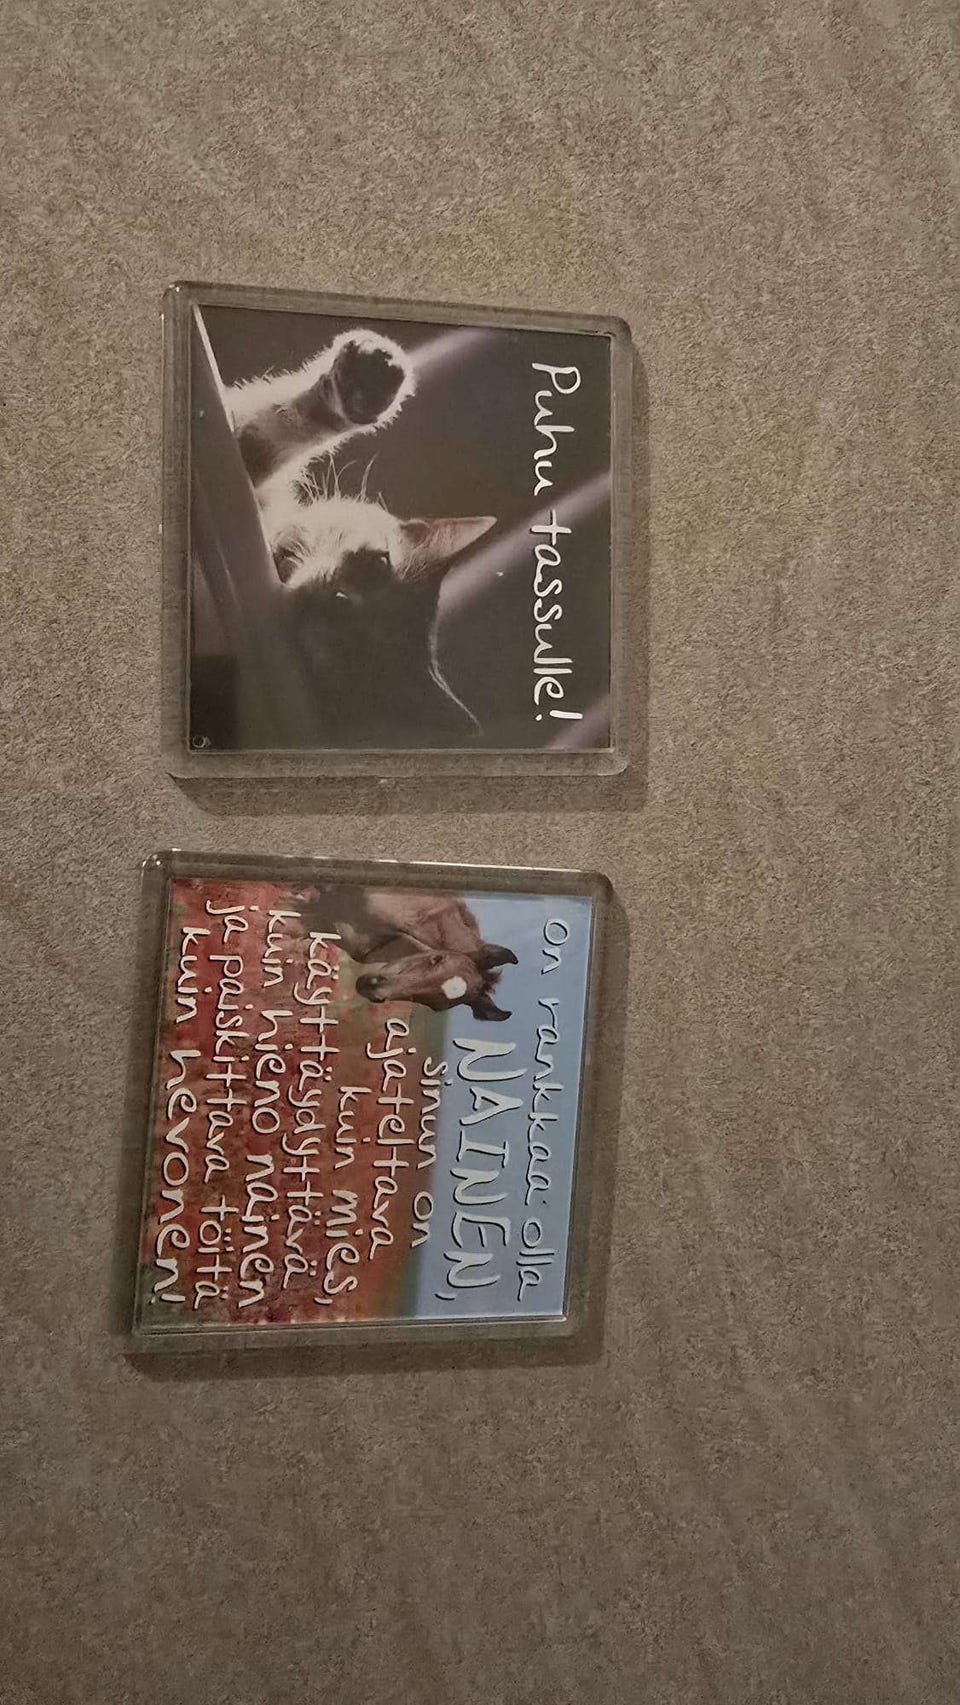 Puhu tassulle!
on rankkaa olla
NAINEN,
sinun on
ajateltava
kuin mies,
käyttäydyttävä
kuin hieno nainen
ja paiskittava töitä
kuin hevonen!